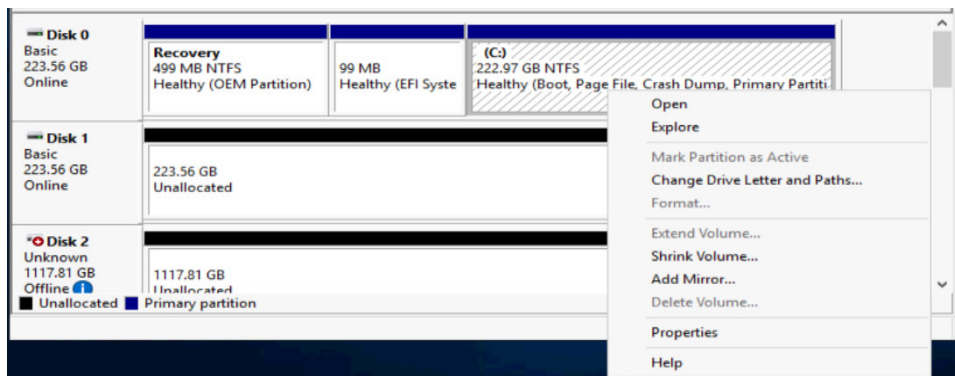 Disk 0
Basic
223.56 GB
Online
Recovery
499 MB NTFS
Healthy (OEM Partition)
99 MB
Healthy (EFI Syste
(C:)
222.97 GB NTFS
Healthy (Boot, Page File, Crash Dump, Primary Partiti
Disk 1
Basic
223.56 GB
Online
223.56 GB
Unallocated
Disk 2
Unknown
1117.81 GB
Offline
1117.81 GB
Unallocated
Unallocated Primary partition
Open
Explore
Mark Partition as Active
Change Drive Letter and Paths...
Format...
Extend Volume...
Shrink Volume...
Add Mirror...
Delete Volume...
Properties
Help